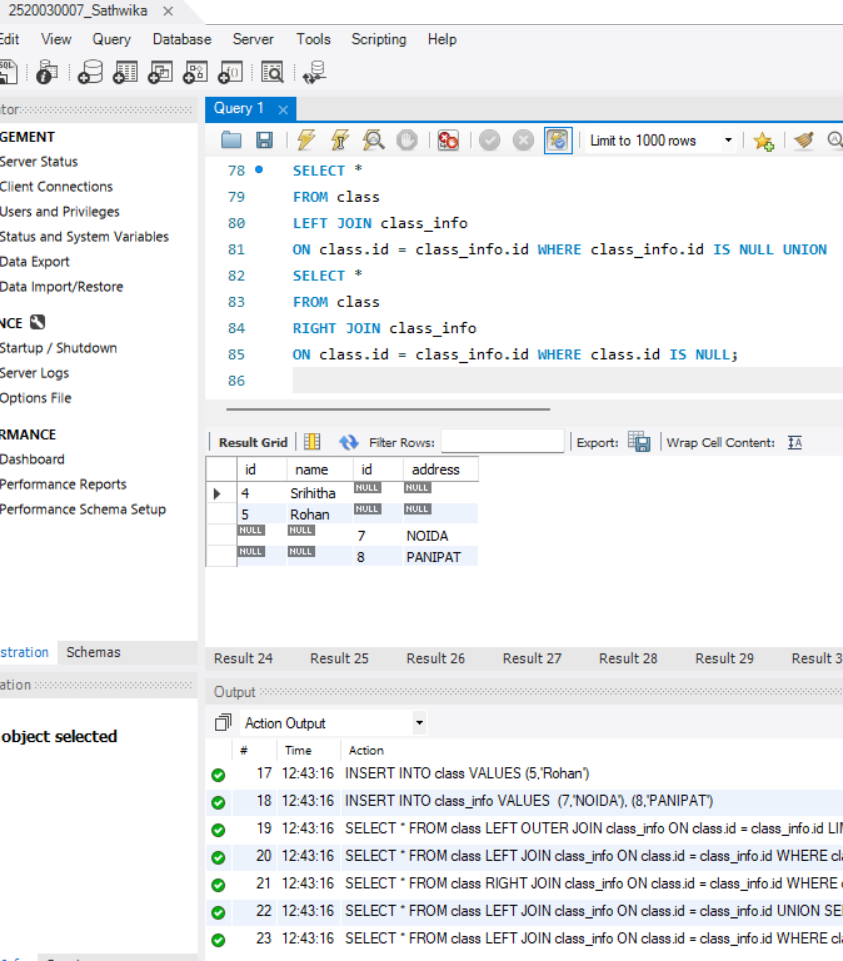 2520030007_Sathwika ×
Edit View Query Database Server Tools Scripting Help
Query 1 ×
Limit to 1000 rows
GEMENT
Server Status
Client Connections
Users and Privileges
Status and System Variables
Data Export
Data Import/Restore
NCE
Startup / Shutdown
Server Logs
Options File
RMANCE
Dashboard
Performance Reports
Performance Schema Setup
stration Schemas
object selected
78 SELECT *
79 FROM class
80 LEFT JOIN class_info
81 ON class.id = class_info.id WHERE class_info.id IS NULL UNION
82 SELECT *
83 FROM class
84 RIGHT JOIN class_info
85 ON class.id = class_info.id WHERE class.id IS NULL;
86
Result Grid Filter Rows: Export: Wrap Cell Content: IA
id name id address
4 Srihitha NULL NULL
5 Rohan NULL NULL
NULL NULL 7 NOIDA
NULL NULL 8 PANIPAT
Result 24 Result 25 Result 26 Result 27 Result 28 Result 29 Result 3
Output
Action Output
# Time Action
17 12:43:16 INSERT INTO class VALUES (5,'Rohan')
18 12:43:16 INSERT INTO class_info VALUES (7,'NOIDA'), (8,'PANIPAT')
19 12:43:16 SELECT * FROM class LEFT OUTER JOIN class_info ON class.id = class_info.id LIM
20 12:43:16 SELECT * FROM class LEFT JOIN class_info ON class.id = class_info.id WHERE cla
21 12:43:16 SELECT * FROM class RIGHT JOIN class_info ON class.id = class_info.id WHERE
22 12:43:16 SELECT * FROM class LEFT JOIN class_info ON class.id = class_info.id UNION SE
23 12:43:16 SELECT * FROM class LEFT JOIN class_info ON class.id = class_info.id WHERE cla